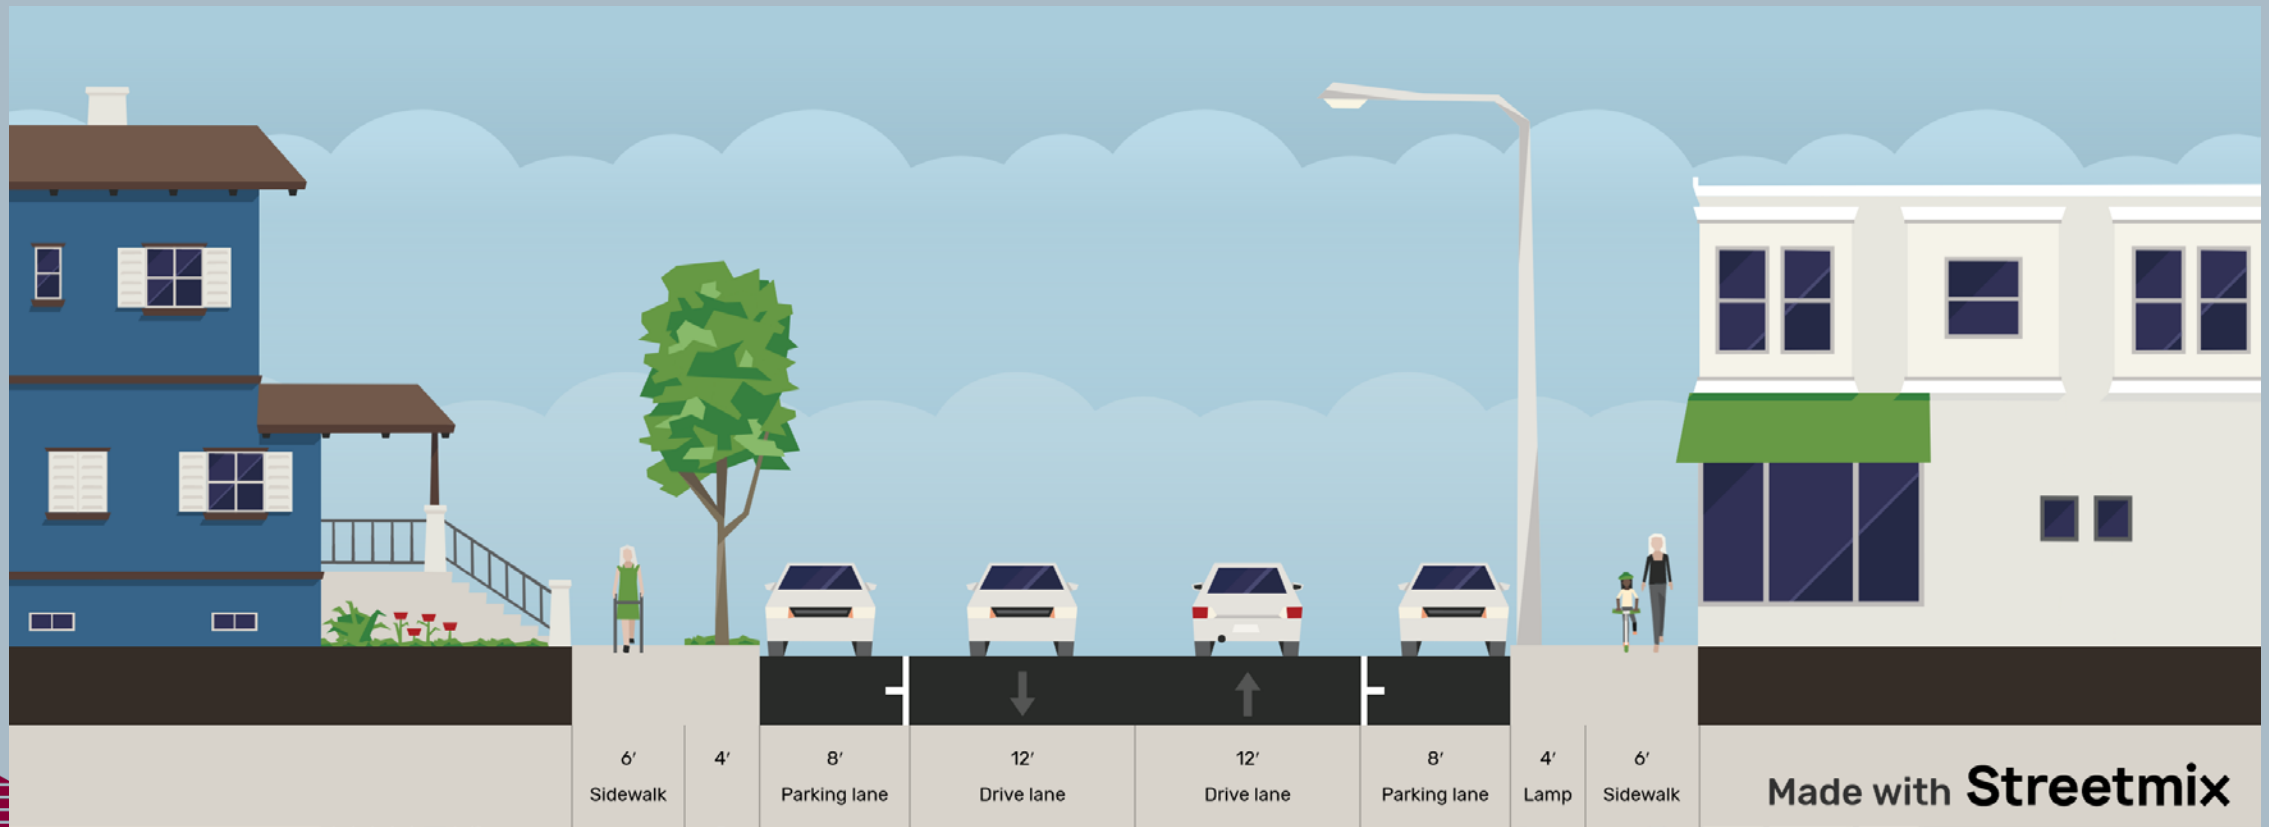 6′ 4′ 8′ 12′ 12′ 8′ 4′ 6′
Sidewalk Parking lane Drive lane Drive lane Parking lane Lamp Sidewalk
Made with Streetmix